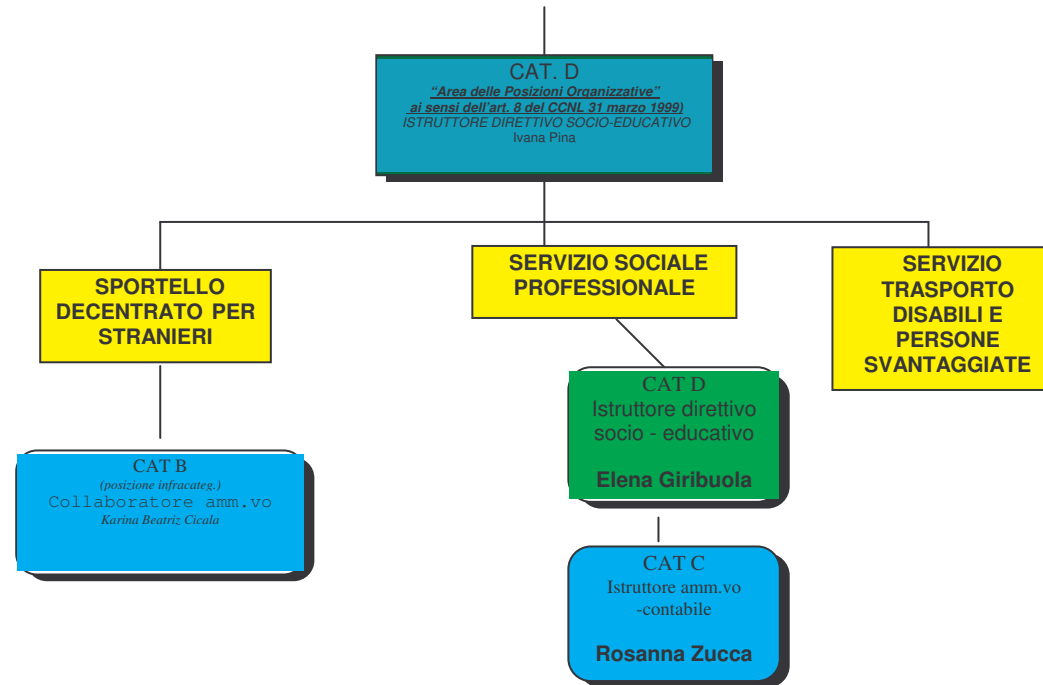 CAT. D
“Area delle Posizioni Organizzative”
ai sensi dell’art. 8 del CCNL 31 marzo 1999)
ISTRUTTORE DIRETTIVO SOCIO-EDUCATIVO
Ivana Pina
SPORTELLO
DECENTRATO PER
STRANIERI
SERVIZIO SOCIALE
PROFESSIONALE
SERVIZIO
TRASPORTO
DISABILI E
PERSONE
SVANTAGGIATE
CAT B
(posizione infracateg.)
Collaboratore amm.vo
Karina Beatriz Cicala
CAT D
Istruttore direttivo
socio - educativo
Elena Giribuola
CAT C
Istruttore amm.vo
-contabile
Rosanna Zucca